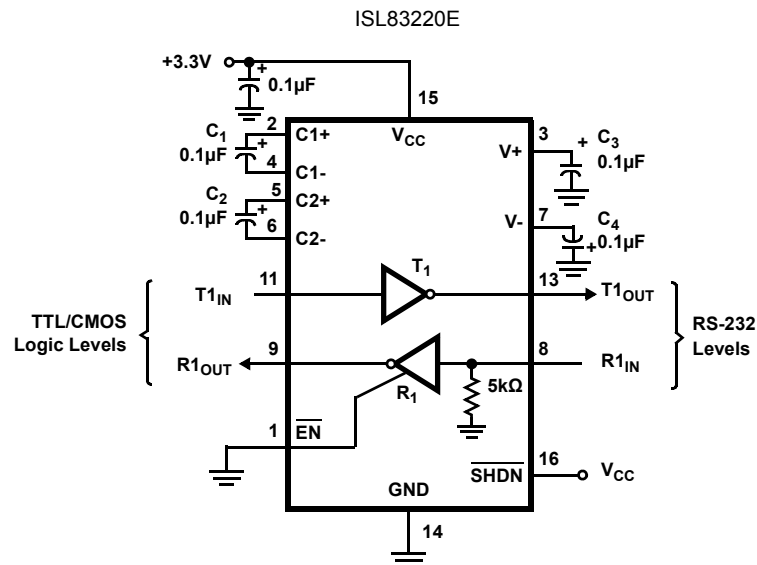 ISL83220E
+3.3V
+
0.1µF
15
2
C1+
VCC
3
C1
0.1µF
+
V+
+
C3
0.1µF
4
C1-
5
C2+
C2
0.1µF
+
6
C2-
V-
7
C4
+
0.1µF
T1
11
13
T1IN
T1OUT
TTL/CMOS
Logic Levels
RS-232
Levels
9
8
R1OUT
R1IN
5kΩ
R1
1
EN
SHDN
16
VCC
GND
14